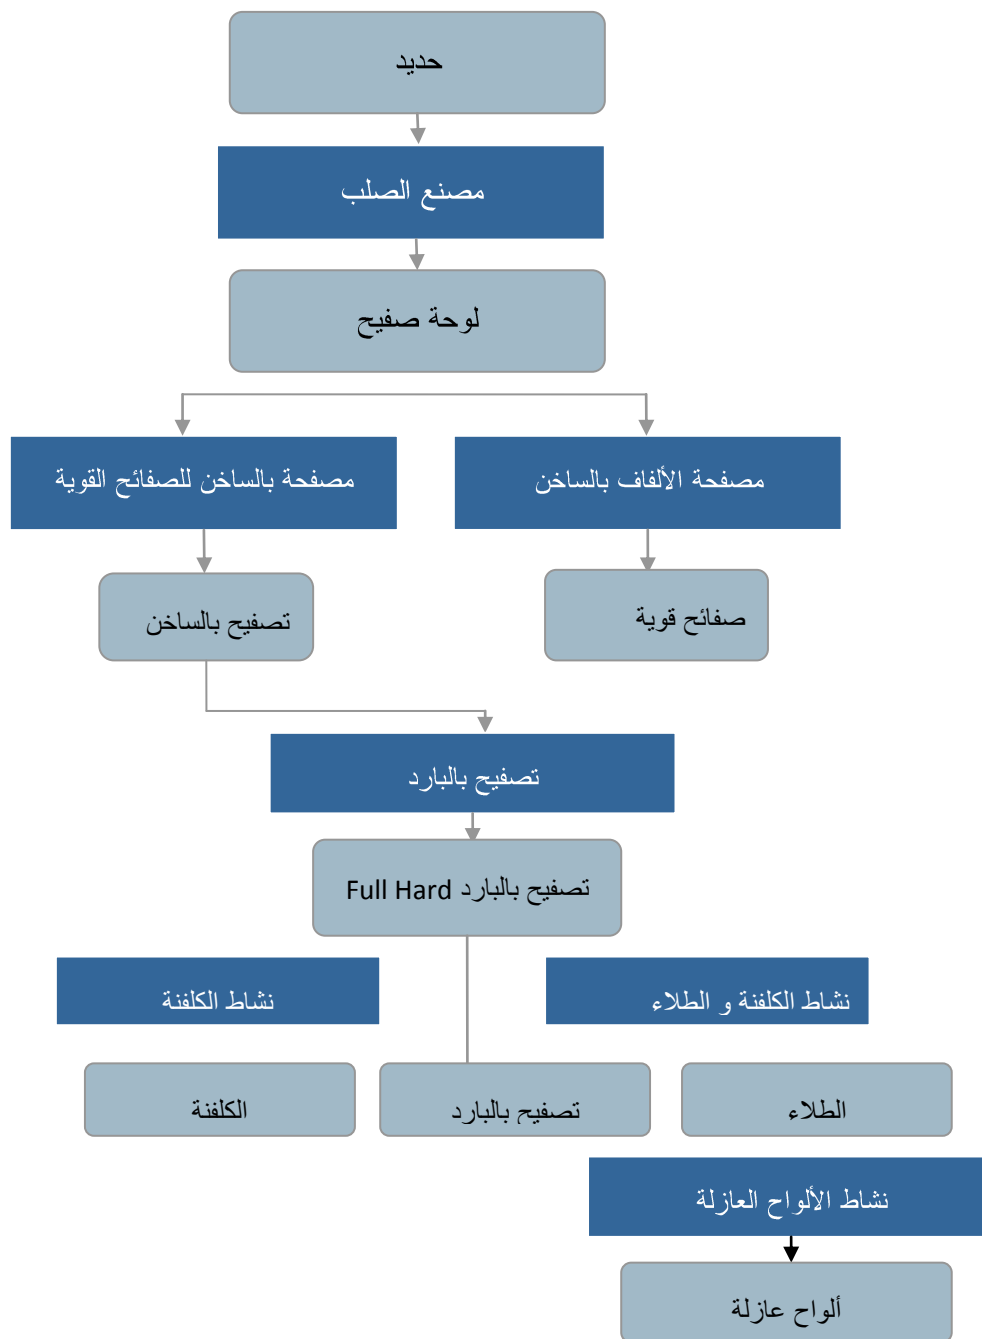 حديد
مصنع الصلب
لوحة صفيح
مصفحة الألفاف بالساخن
مصفحة بالساخن للصفائح القوية
صفائح قوية
تصفيح بالساخن
تصفيح بالبارد
تصفيح بالبارد Full Hard
نشاط الكلفنة و الطلاء
نشاط الكلفنة
الطلاء
تصفيح بالبارد
الكلفنة
نشاط الألواح العازلة
ألواح عازلة